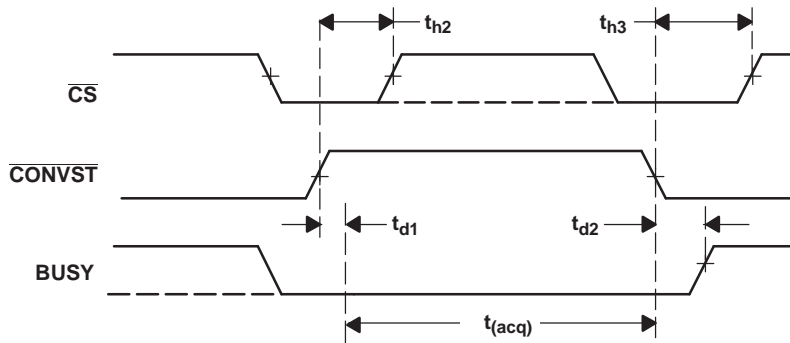 th2
th3
CS
CONVST
td1
td2
BUSY
t(acq)